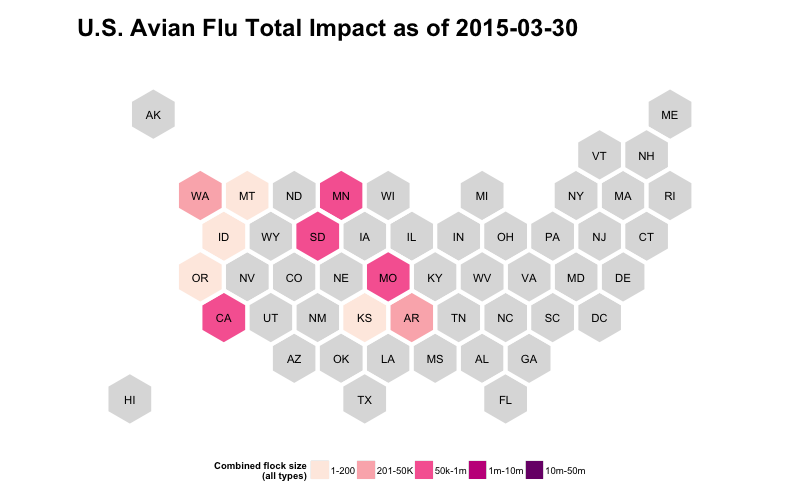 U.S. Avian Flu Total Impact as of 2015-03-30
AK ME
VT NH
WA MT ND MN WI MI NY MA RI
ID WY SD IA IL IN OH PA NJ CT
OR NV CO NE MO KY WV VA MD DE
CA UT NM KS AR TN NC SC DC
AZ OK LA MS AL GA
HI TX FL
Combined flock size
(all types) 1-200 201-50K 50k-1m 1m-10m 10m-50m